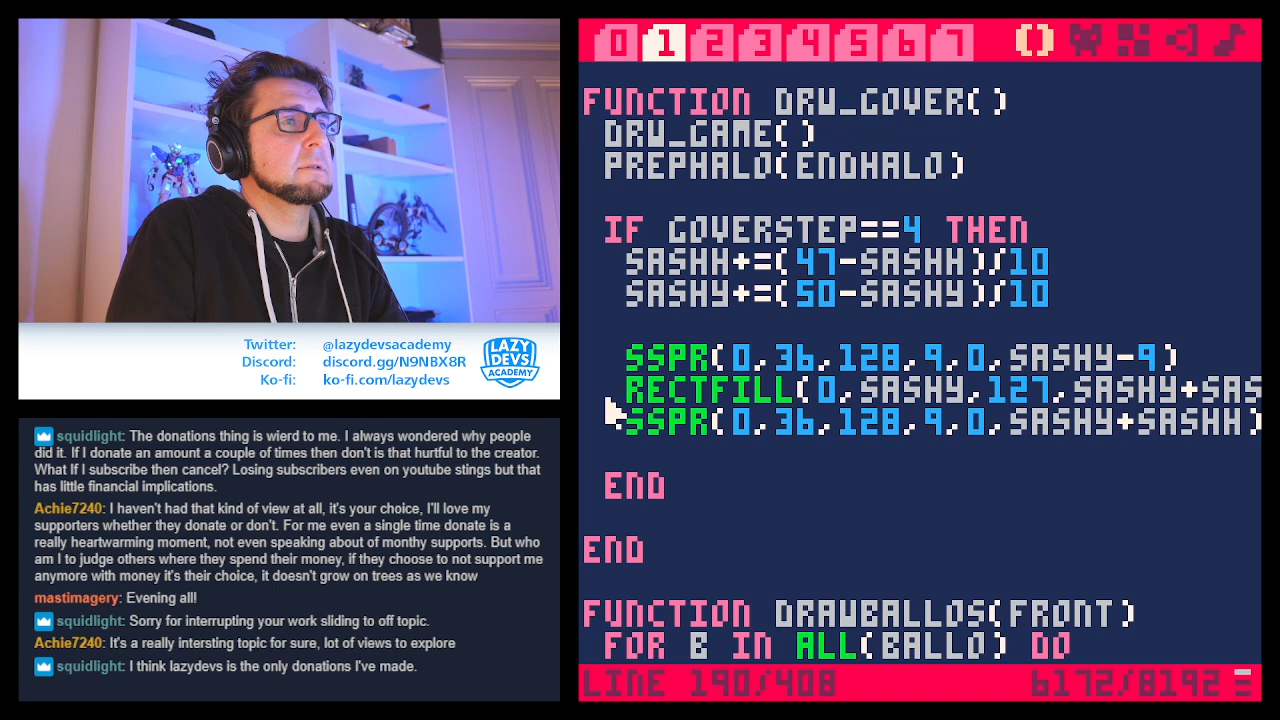 Twitter: @lazydevsacademy
Discord: discord.gg/N9NBX8R
Ko-fi: ko-fi.com/lazydevs
LAZY
DEVS
ACADEMY
squidlight: The donations thing is wierd to me. I always wondered why people
did it. If I donate an amount a couple of times then don't is that hurtful to the creator.
What If I subscribe then cancel? Losing subscribers even on youtube stings but that
has little financial implications.
Achie7240: I haven't had that kind of view at all, it's your choice, I'll love my
supporters whether they donate or don't. For me even a single time donate is a
really heartwarming moment, not even speaking about of monthy supports. But who
am I to judge others where they spend their money, if they choose to not support me
anymore with money it's their choice, it doesn't grow on trees as we know
mastimagery: Evening all!
squidlight: Sorry for interrupting your work sliding to off topic.
Achie7240: It's a really intersting topic for sure, lot of views to explore
squidlight: I think lazydevs is the only donations I've made.
0 1 2 3 4 5 6 7 ()
FUNCTION DRW_GOVER()
DRW_GAME()
PREPHALO(ENDHALO)
IF GOVERSTEP==4 THEN
SASHH+=(47-SASHH)/10
SASHY+=(50-SASHY)/10
SSPR(0,36,128,9,0,SASHY-9)
RECTFILL(0,SASHY,127,SASHY+SAS
SSPR(0,36,128,9,0,SASHY+SASHH)
END
END
FUNCTION DRAWBALLOS(FRONT)
FOR B IN ALL(BALLO) DO
LINE 190/408 6172/8192